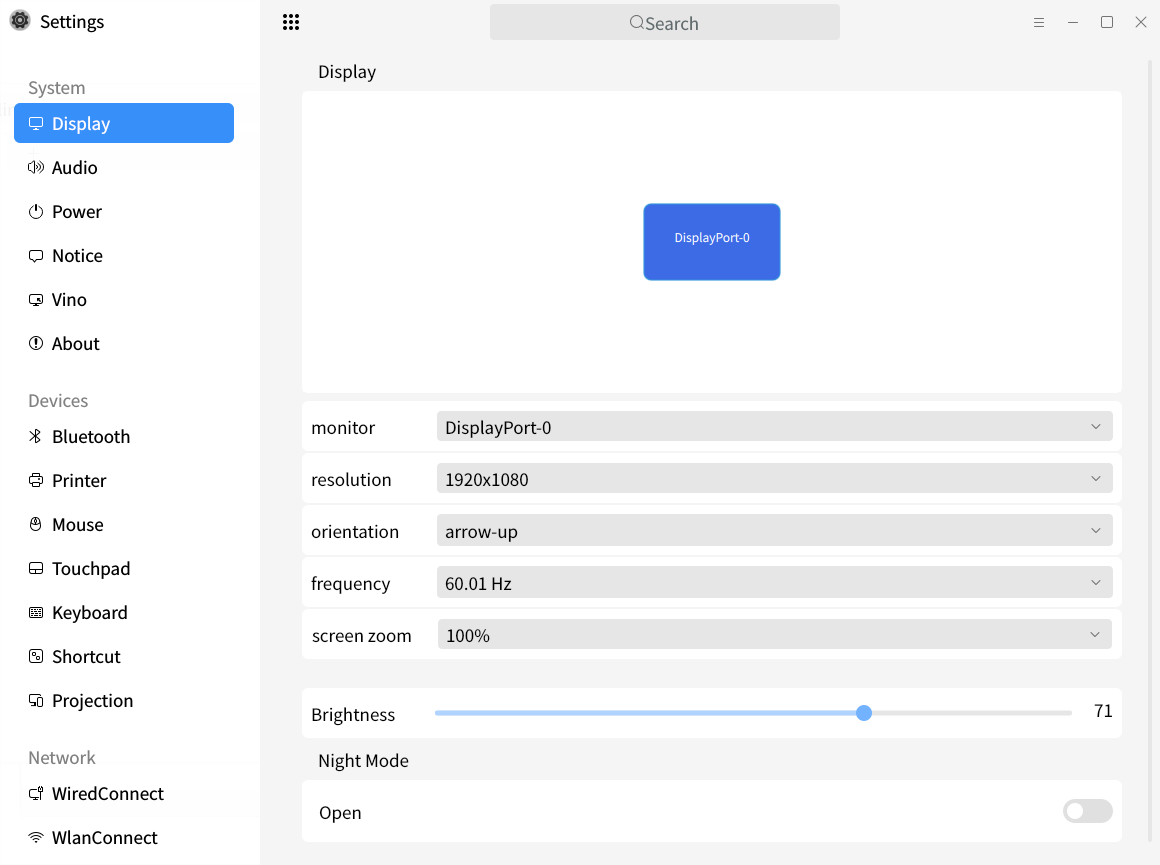 Settings
Search
System
Display
Audio
Power
Notice
Vino
About
Devices
Bluetooth
Printer
Mouse
Touchpad
Keyboard
Shortcut
Projection
Network
WiredConnect
WlanConnect
Display
DisplayPort-0
monitor DisplayPort-0
resolution 1920x1080
orientation arrow-up
frequency 60.01 Hz
screen zoom 100%
Brightness 71
Night Mode
Open